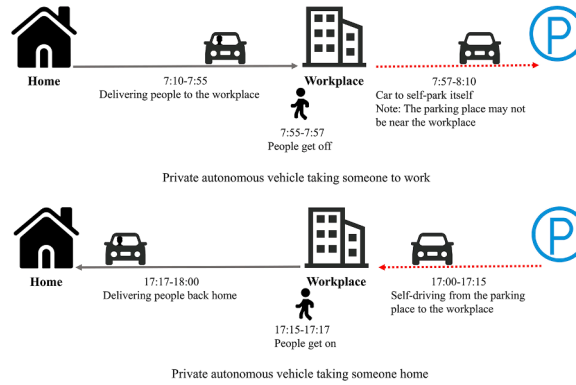 P
Home
7:10-7:55
Delivering people to the workplace
Workplace
7:57-8:10
Car to self-park itself
Note: The parking place may not
be near the workplace
7:55-7:57
People get off
Private autonomous vehicle taking someone to work
P
Home
17:17-18:00
Delivering people back home
Workplace
17:00-17:15
Self-driving from the parking
place to the workplace
17:15-17:17
People get on
Private autonomous vehicle taking someone home